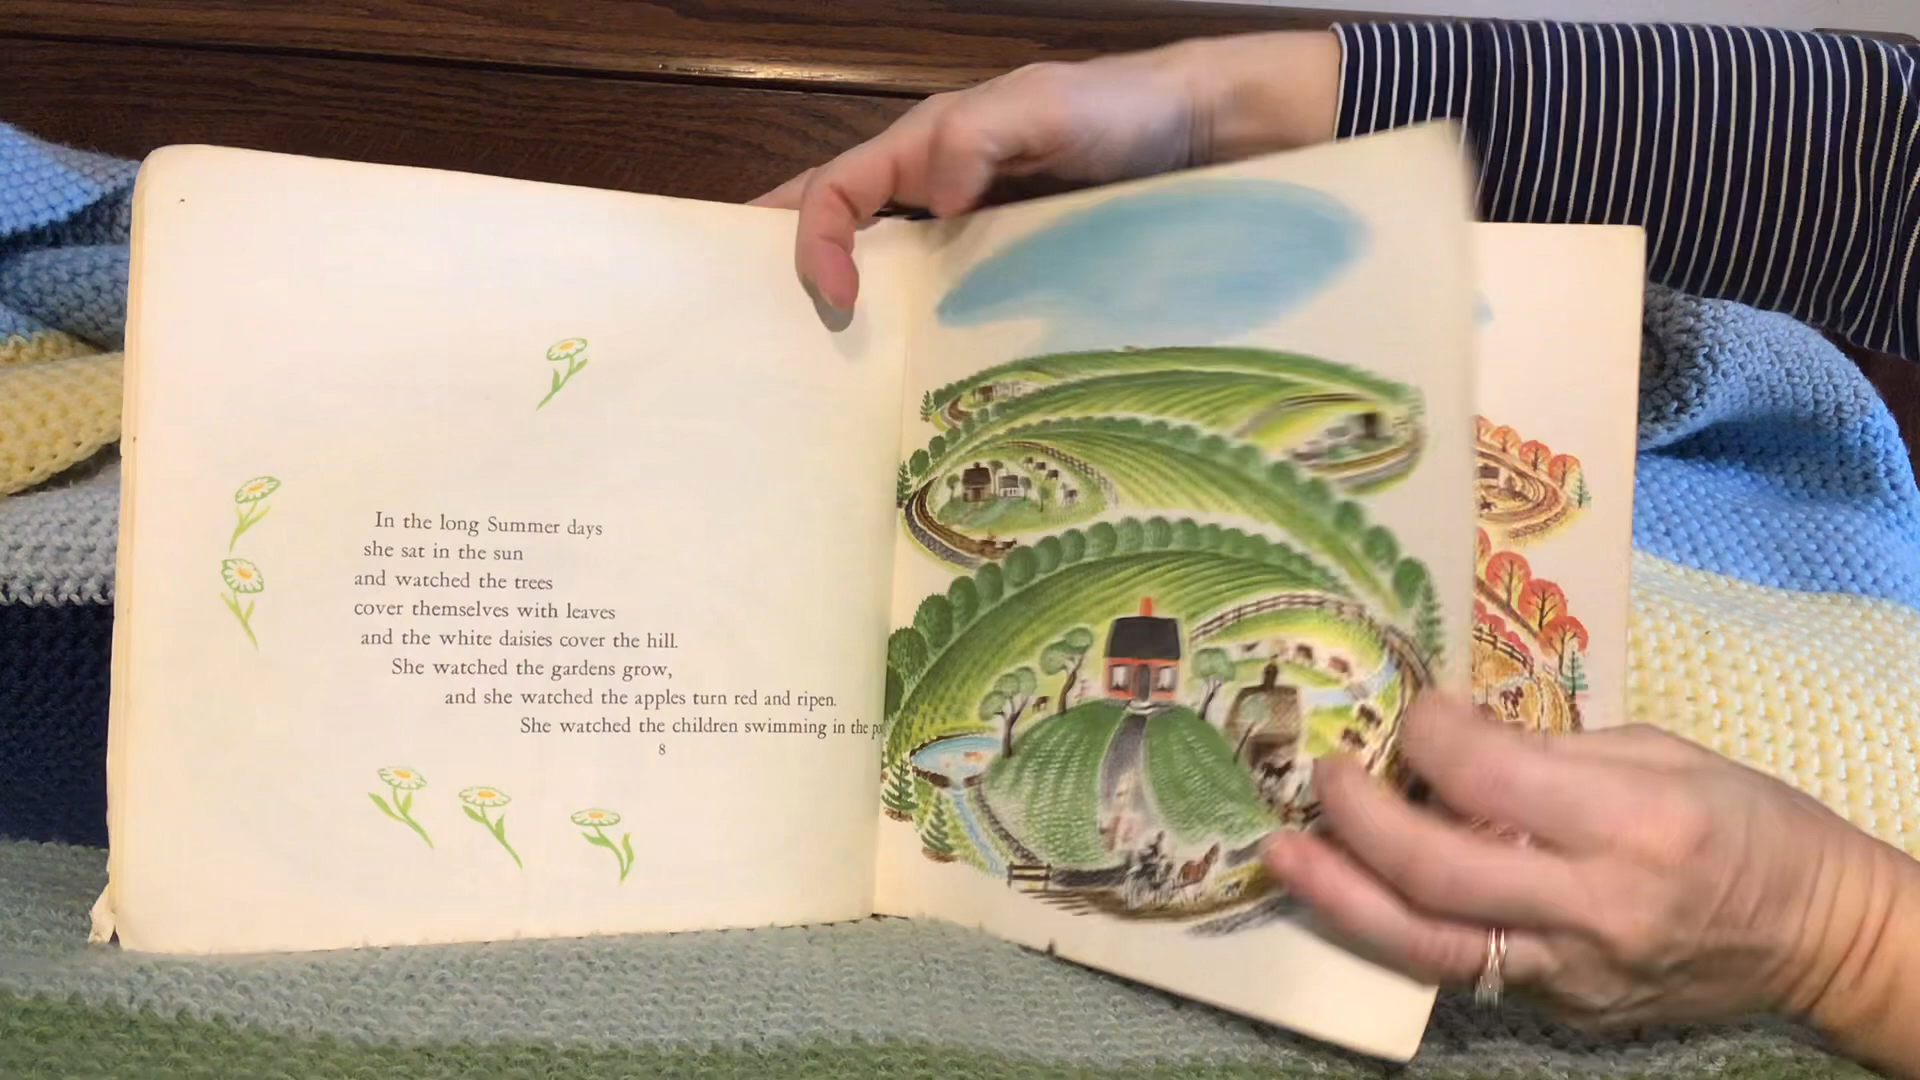 In the long Summer days
she sat in the sun
and watched the trees
cover themselves with leaves
and the white daisies cover the hill.
She watched the gardens grow,
and she watched the apples turn red and ripen.
She watched the children swimming in the
8